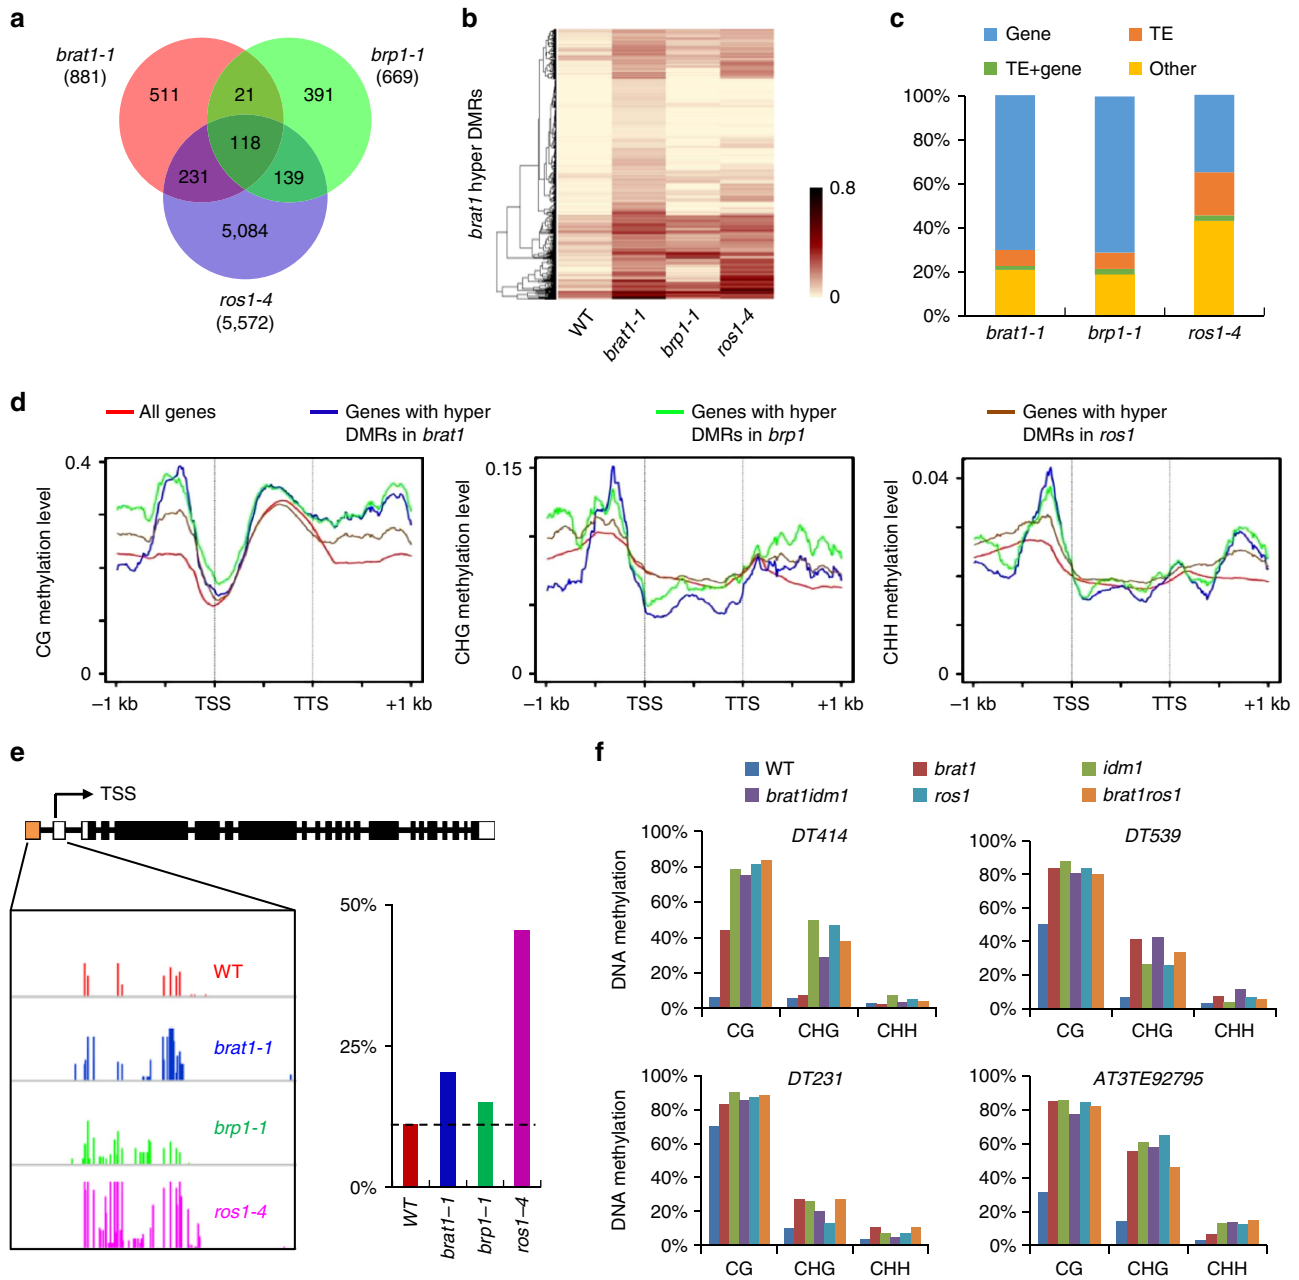 a
brat1-1
(881)
brp1-1
(669)
511
21
391
118
231
139
5,084
ros1-4
(5,572)
b
brat1 hyper DMRs
0.8
0
WT
brat1-1
brp1-1
ros1-4
c
Gene
TE
TE+gene
Other
100%
80%
60%
40%
20%
0%
brat1-1
brp1-1
ros1-4
d
All genes
Genes with hyper
DMRs in brat1
Genes with hyper
DMRs in brp1
Genes with hyper
DMRs in ros1
CG methylation level
0.4
0
–1 kb
TSS
TTS
+1 kb
CHG methylation level
0.15
0
–1 kb
TSS
TTS
+1 kb
CHH methylation level
0.04
0
–1 kb
TSS
TTS
+1 kb
e
TSS
WT
brat1-1
brp1-1
ros1-4
50%
25%
0%
WT
brat1–1
brp1–1
ros1–4
f
WT
brat1
idm1
brat1idm1
ros1
brat1ros1
DT414
DNA methylation
100%
80%
60%
40%
20%
0%
CG
CHG
CHH
DT539
100%
80%
60%
40%
20%
0%
CG
CHG
CHH
DT231
DNA methylation
100%
80%
60%
40%
20%
0%
CG
CHG
CHH
AT3TE92795
100%
80%
60%
40%
20%
0%
CG
CHG
CHH